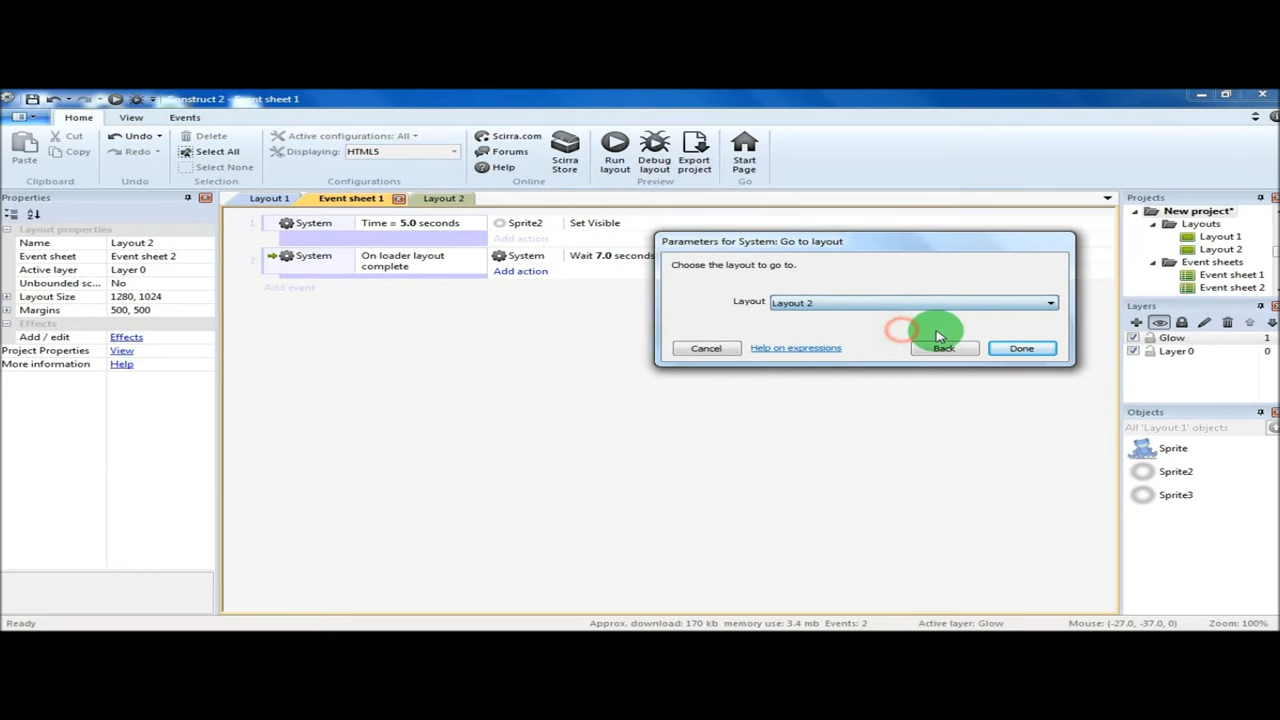 Construct 2 - Event sheet 1
Home View Events
Paste
Cut
Copy
Clipboard
Undo
Redo
Undo
Delete
Select All
Select None
Selection
Active configurations: All
Displaying: HTML5
Configurations
Scirra.com
Forums
Help
Scirra Store
Online
Run layout
Debug layout
Export project
Preview
Start Page
Go
Properties
Layout properties
Name Layout 2
Event sheet Event sheet 2
Active layer Layer 0
Unbounded sc... No
Layout Size 1280, 1024
Margins 500, 500
Effects
Add / edit Effects
Project Properties View
More information Help
Layout 1 Event sheet 1 Layout 2
1 System Time = 5.0 seconds Sprite2 Set Visible
Add action
2 System On loader layout complete System Wait 7.0 seconds
Add action
Add event
Parameters for System: Go to layout
Choose the layout to go to.
Layout Layout 2
Cancel Help on expressions Back Done
Projects
New project*
Layouts
Layout 1
Layout 2
Event sheets
Event sheet 1
Event sheet 2
Layers
Glow 1
Layer 0 0
Objects
All 'Layout 1' objects
Sprite
Sprite2
Sprite3
Ready Approx. download: 170 kb memory use: 3.4 mb Events: 2 Active layer: Glow Mouse: (-27.0, -37.0, 0) Zoom: 100%